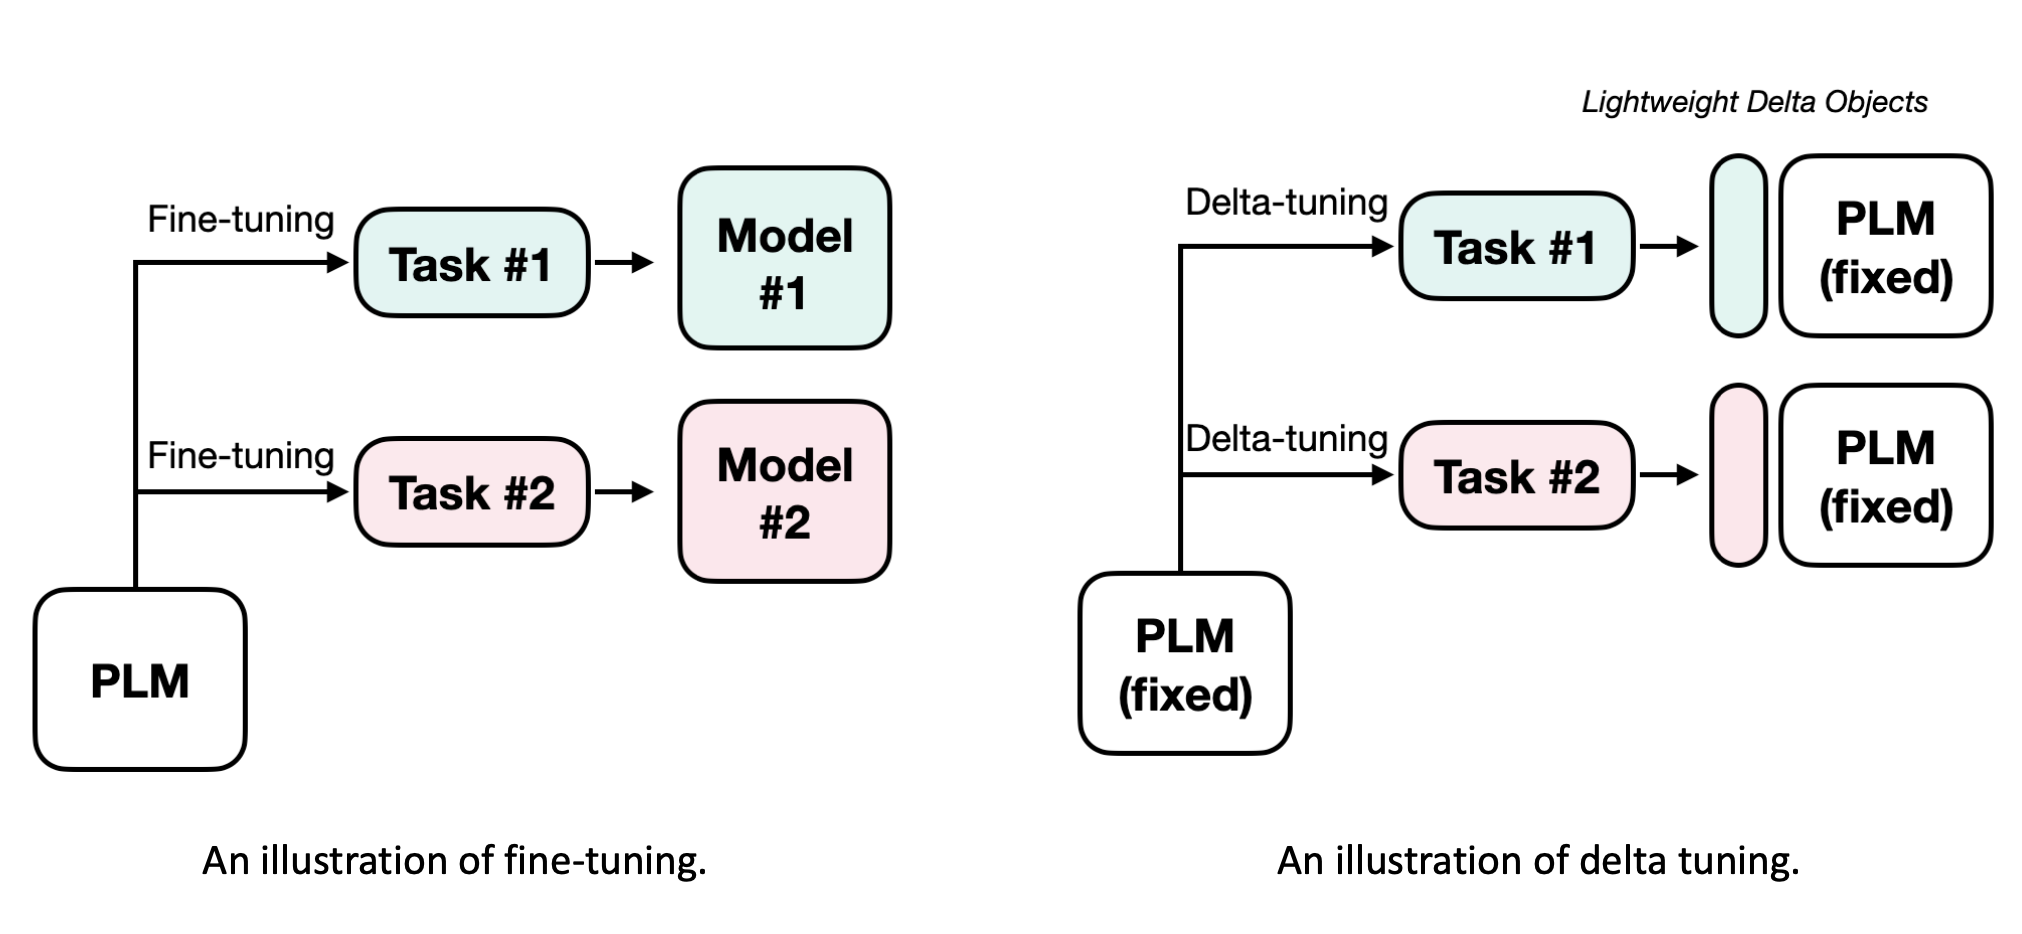 Fine-tuning
Task #1
Model
#1
Fine-tuning
Task #2
Model
#2
PLM
An illustration of fine-tuning.
Lightweight Delta Objects
Delta-tuning
Task #1
PLM
(fixed)
Delta-tuning
Task #2
PLM
(fixed)
PLM
(fixed)
An illustration of delta tuning.